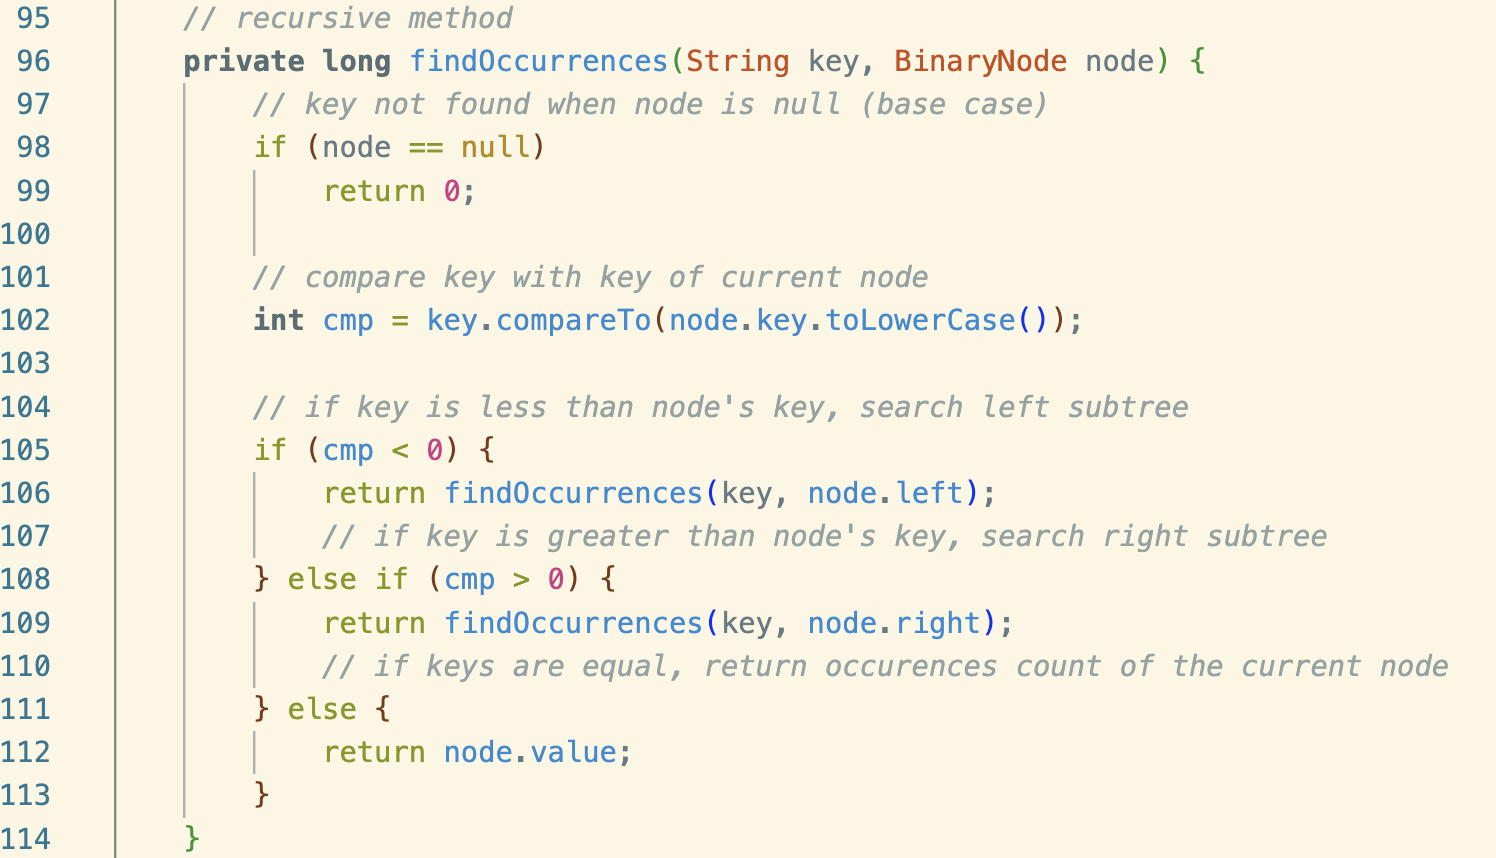 95 // recursive method
96 private long findOccurrences(String key, BinaryNode node) {
97 // key not found when node is null (base case)
98 if (node == null)
99 return 0;
100
101 // compare key with key of current node
102 int cmp = key.compareTo(node.key.toLowerCase());
103
104 // if key is less than node's key, search left subtree
105 if (cmp < 0) {
106 return findOccurrences(key, node.left);
107 // if key is greater than node's key, search right subtree
108 } else if (cmp > 0) {
109 return findOccurrences(key, node.right);
110 // if keys are equal, return occurences count of the current node
111 } else {
112 return node.value;
113 }
114 }